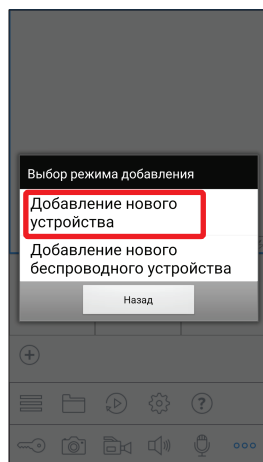 Выбор режима добавления
Добавление нового
устройства
Добавление нового
беспроводного устройства
Назад